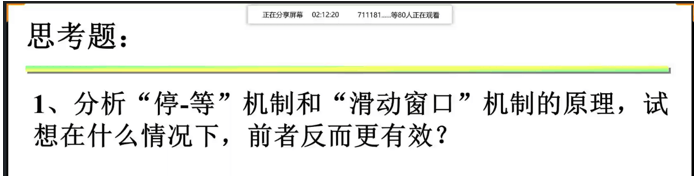 正在分享屏幕 02:12:20 711181......等80人正在观看
思考题：
1、分析“停-等”机制和“滑动窗口”机制的原理，试
想在什么情况下，前者反而更有效？